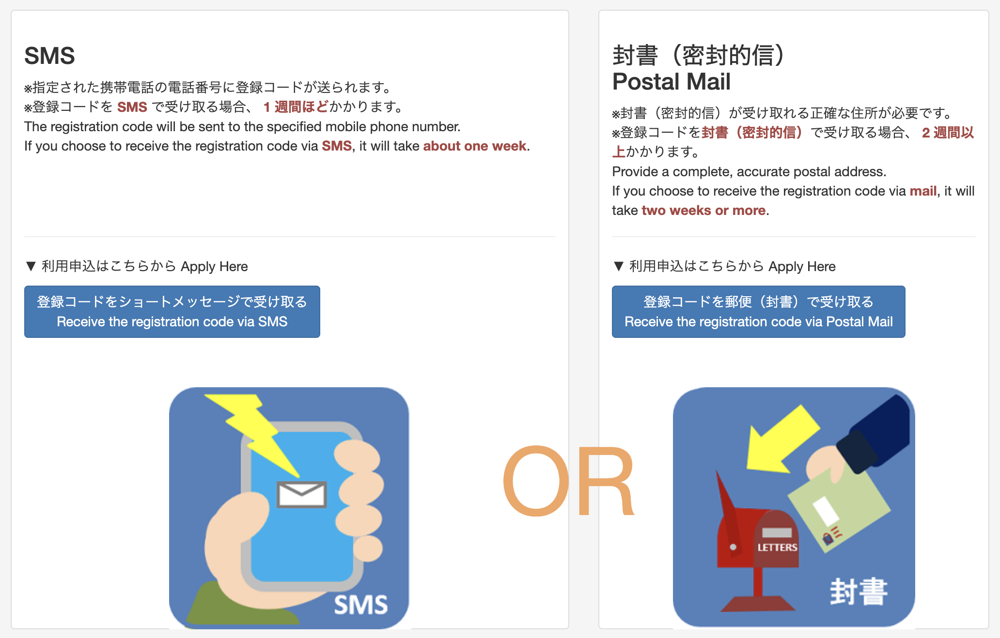 SMS
※指定された携帯電話の電話番号に登録コードが送られます。
※登録コードを SMS で受け取る場合、 1 週間ほどかかります。
The registration code will be sent to the specified mobile phone number.
If you choose to receive the registration code via SMS, it will take about one week.
▼ 利用申込はこちらから Apply Here
登録コードをショートメッセージで受け取る
Receive the registration code via SMS
SMS
OR
封書（密封的信）
Postal Mail
※封書（密封的信）が受け取れる正確な住所が必要です。
※登録コードを封書（密封的信）で受け取る場合、 2 週間以
上かかります。
Provide a complete, accurate postal address.
If you choose to receive the registration code via mail, it will
take two weeks or more.
▼ 利用申込はこちらから Apply Here
登録コードを郵便（封書）で受け取る
Receive the registration code via Postal Mail
LETTERS
封書